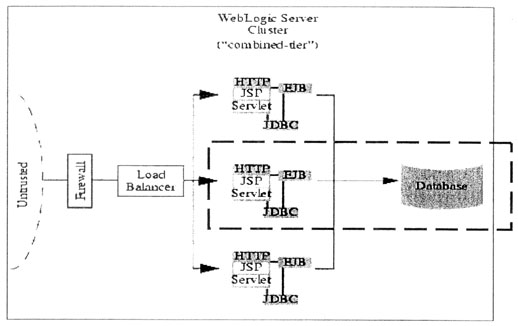 WebLogic Server
Cluster
("combined-tier")
HTTP
JSP
Servlet
EJB
JDBC
Untrusted
Firewall
Load
Balancer
HTTP
JSP
Servlet
EJB
JDBC
Database
HTTP
JSP
Servlet
EJB
JDBC